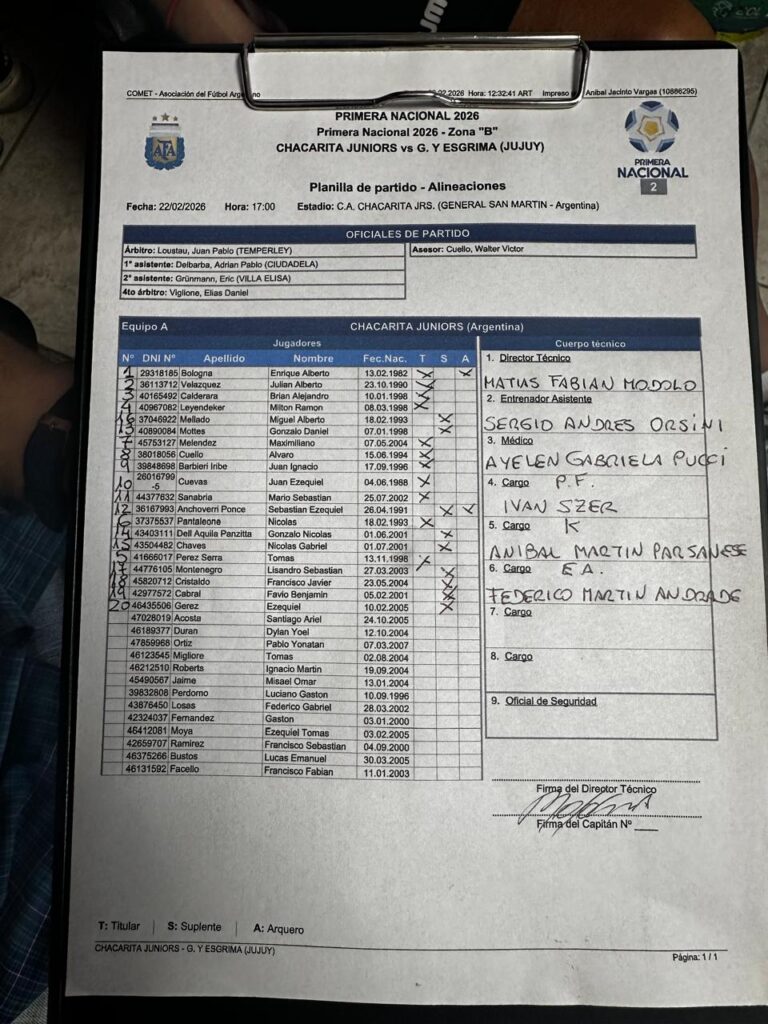 COMET - Asociación del Fútbol
.02.2026 Hora: 12:32:41 ART Impreso Anibal Jacinto Vargas (10886295)
AFA
PRIMERA NACIONAL 2026
Primera Nacional 2026 - Zona "B"
CHACARITA JUNIORS vs G. Y ESGRIMA (JUJUY)
PRIMERA
NACIONAL
2
Planilla de partido - Alineaciones
Fecha: 22/02/2026 Hora: 17:00 Estadio: C.A. CHACARITA JRS. (GENERAL SAN MARTIN - Argentina)
OFICIALES DE PARTIDO
Árbitro: Loustau, Juan Pablo (TEMPERLEY) Asesor: Cuello, Walter Victor
1º asistente: Delbarba, Adrian Pablo (CIUDADELA)
2º asistente: Grünmann, Eric (VILLA ELISA)
4to árbitro: Viglione, Elias Daniel
Equipo A CHACARITA JUNIORS (Argentina)
Jugadores
Nº DNI Nº Apellido Nombre Fec.Nac. T S A
1 29318185 Bologna Enrique Alberto 13.02.1982 X X
2 36113712 Velazquez Julian Alberto 23.10.1990 X
3 40165492 Calderara Brian Alejandro 10.01.1998 X
4 40967082 Leyendeker Milton Ramon 08.03.1998 X
16 37046922 Mellado Miguel Alberto 18.02.1993 X
13 40890084 Mottes Gonzalo Daniel 07.01.1998 X
7 45753127 Melendez Maximiliano 07.05.2004 X
8 38018056 Cuello Alvaro 15.06.1994 X
9 39848698 Barbieri Iribe Juan Ignacio 17.09.1996 X
10 26016799-5 Cuevas Juan Ezequiel 04.06.1988 X
11 44377632 Sanabria Mario Sebastian 25.07.2002 X
12 36167993 Anchoverri Ponce Sebastian Ezequiel 26.04.1991 X X
6 37375537 Pantaleone Nicolas 18.02.1993 X
14 43403111 Dell Aquila Panzitta Gonzalo Nicolas 01.06.2001 X
15 43504482 Chaves Nicolas Gabriel 01.07.2001 X
5 41666017 Perez Serra Tomas 13.11.1998 X
17 44776105 Montenegro Lisandro Sebastian 27.03.2003 X
18 45820712 Cristaldo Francisco Javier 23.05.2004 X
19 42977572 Cabral Favio Benjamin 05.02.2001 X
20 46435506 Gerez Ezequiel 10.02.2005 X
47028019 Acosta Santiago Ariel 24.10.2005
46189377 Duran Dylan Yoel 12.10.2004
47859968 Ortiz Pablo Yonatan 07.03.2007
46123545 Migliore Tomas 02.08.2004
46212510 Roberts Ignacio Martin 19.09.2004
45490567 Jaime Misael Omar 13.01.2004
39832808 Perdomo Luciano Gaston 10.09.1996
43876450 Losas Federico Gabriel 28.03.2002
42324037 Fernandez Gaston 03.01.2000
46412081 Moya Ezequiel Tomas 03.02.2005
42659707 Ramirez Francisco Sebastian 04.09.2000
46375266 Bustos Lucas Emanuel 30.03.2005
46131592 Facello Francisco Fabian 11.01.2003
Cuerpo técnico
1. Director Técnico
MATIAS FABIAN MODOLO
2. Entrenador Asistente
SERGIO ANDRES ORSINI
3. Médico
AYELEN GABRIELA PUCCI
4. Cargo P.F.
IVAN SZER
5. Cargo K
ANIBAL MARTIN PARSANESE
6. Cargo E A.
FEDERICO MARTIN ANDRADE
7. Cargo
8. Cargo
9. Oficial de Seguridad
Firma del Director Técnico
Firma del Capitán Nº
T: Titular S: Suplente A: Arquero
CHACARITA JUNIORS - G. Y ESGRIMA (JUJUY)
Página: 1 / 1